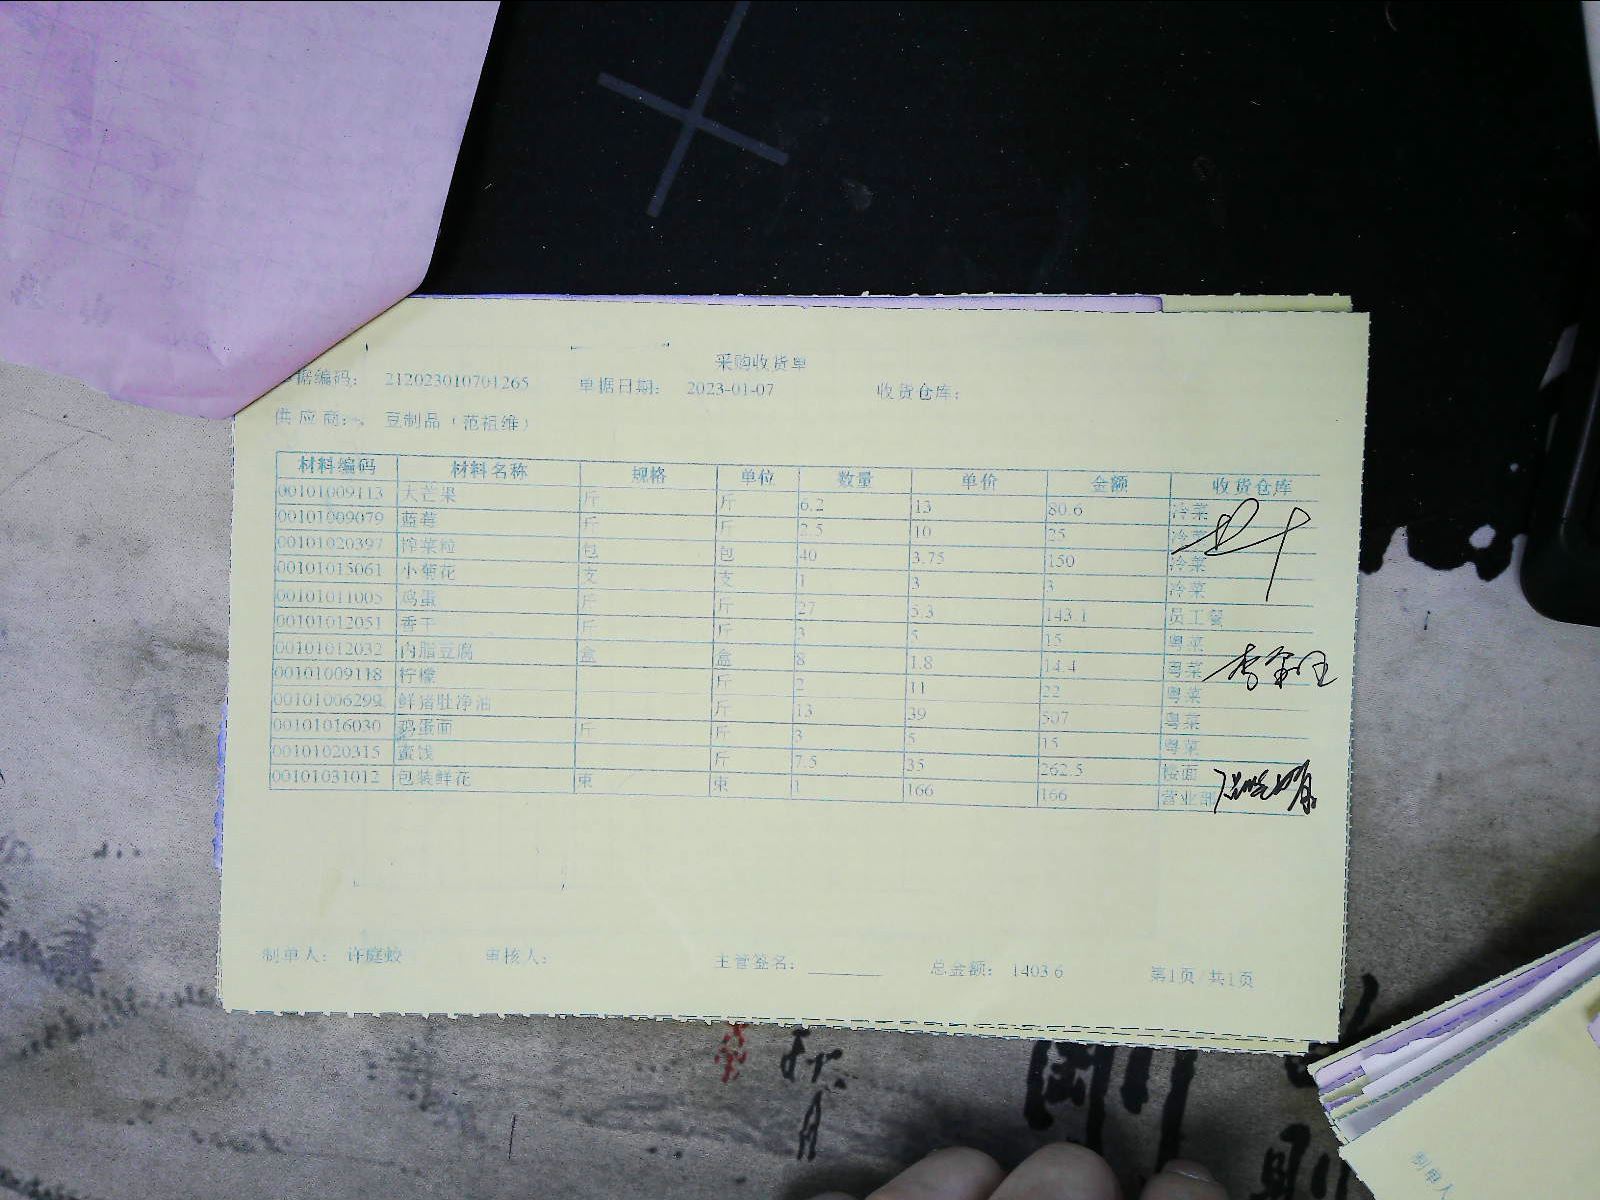 采购收货单
据编码: 212023010701265 单据日期: 2023-01-07 收货仓库:
供应商: 豆制品（范祖维）
材料编码 材料名称 规格 单位 数量 单价 金额 收货仓库
00101009113 大芒果 斤 斤 6.2 13 80.6 冷菜
00101009079 蓝莓 斤 斤 2.5 10 25 冷菜
00101020397 榨菜粒 包 包 40 3.75 150 冷菜
00101015061 小菊花 支 支 1 3 3 冷菜
00101011005 鸡蛋 斤 斤 27 5.3 143.1 员工餐
00101012051 香干 斤 斤 3 5 15 粤菜
00101012032 内脂豆腐 盒 盒 8 1.8 14.4 粤菜
00101009118 柠檬 斤 2 11 22 粤菜
00101006299 鲜猪肚净油 斤 13 39 507 粤菜
00101016030 鸡蛋面 斤 斤 3 5 15 粤菜
00101020315 蜜饯 斤 7.5 35 262.5 楼面
00101031012 包装鲜花 束 束 1 166 166 营业部
制单人: 许庭蛟 审核人: 主管签名: 总金额: 1403.6 第1页/共1页
制单人